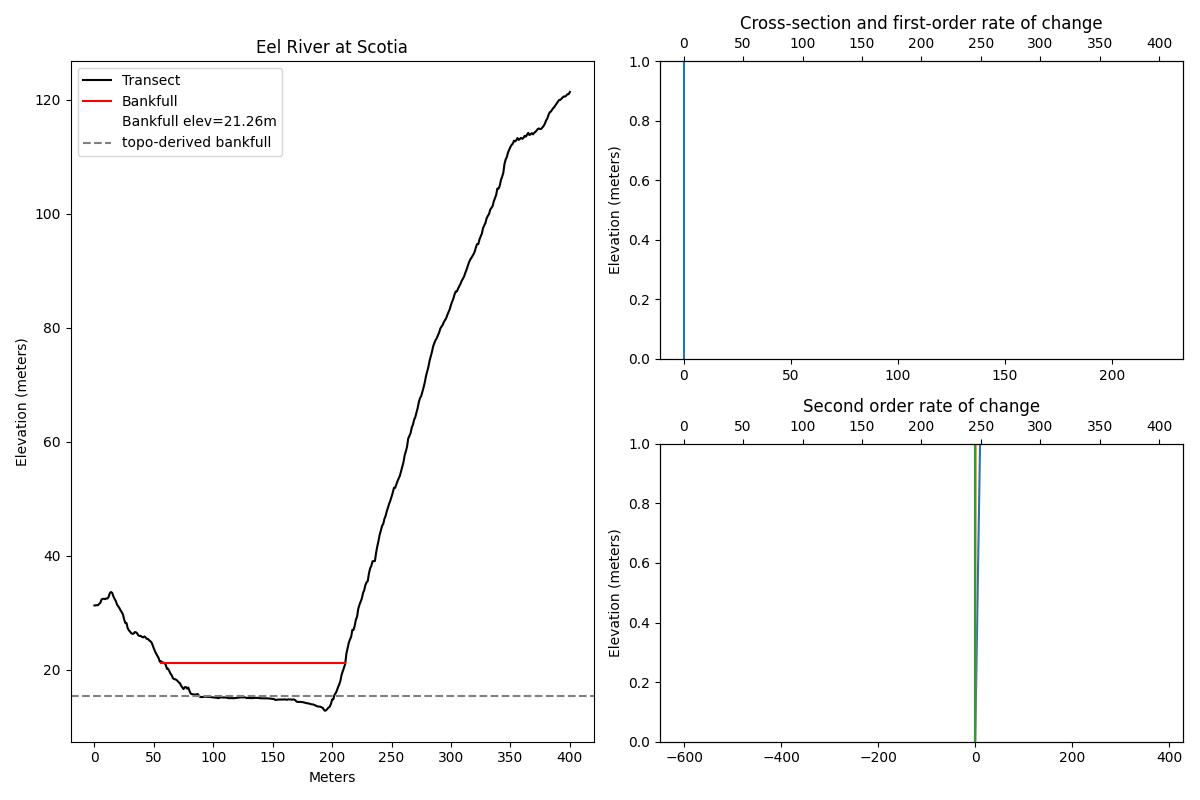 Eel River at Scotia
Transect
Bankfull
Bankfull elev=21.26m
topo-derived bankfull
Elevation (meters)
120
100
80
60
40
20
0 50 100 150 200 250 300 350 400
Meters
Cross-section and first-order rate of change
0 50 100 150 200 250 300 350 400
Elevation (meters)
1.0
0.8
0.6
0.4
0.2
0.0
0 50 100 150 200
Second order rate of change
0 50 100 150 200 250 300 350 400
Elevation (meters)
1.0
0.8
0.6
0.4
0.2
0.0
−600 −400 −200 0 200 400